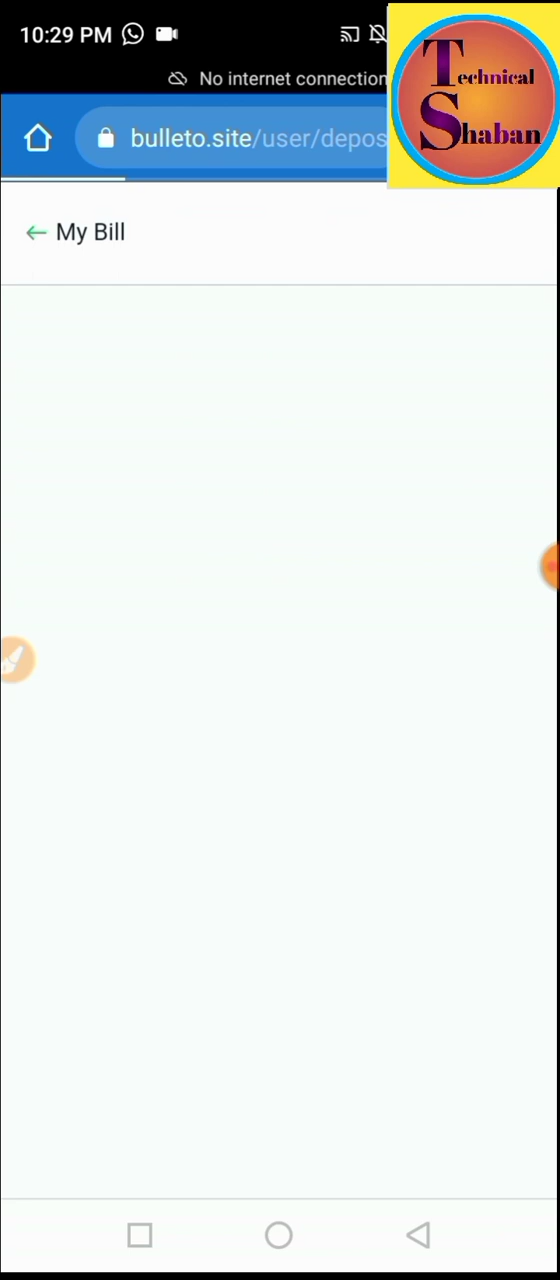 10:29 PM
No internet connection
bulleto.site/user/depos
Technical
Shaban
My Bill